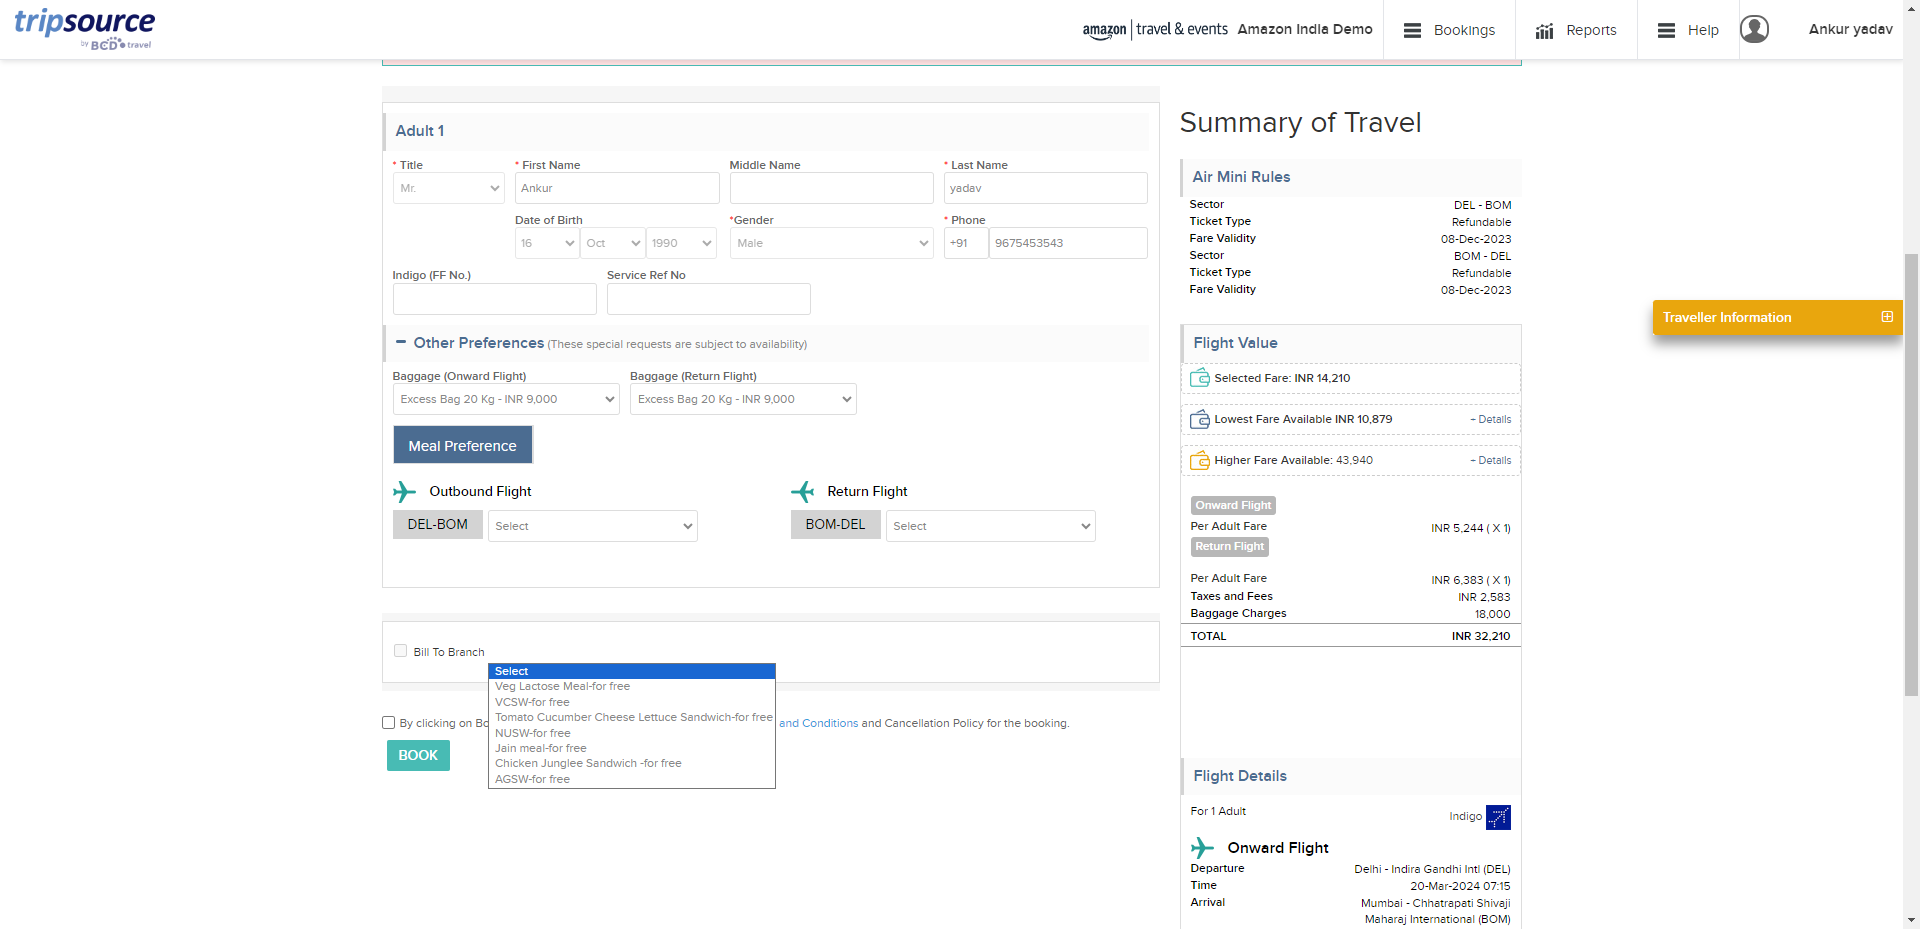 tripsource
by BCD travel
amazon travel & events
Amazon India Demo
Bookings
Reports
Help
Ankur yadav
Adult 1
* Title
* First Name
Middle Name
* Last Name
Mr.
Ankur
yadav
Date of Birth
*Gender
* Phone
16
Oct
1990
Male
+91
9675453543
Indigo (FF No.)
Service Ref No
Other Preferences (These special requests are subject to availability)
Baggage (Onward Flight)
Baggage (Return Flight)
Excess Bag 20 Kg - INR 9,000
Excess Bag 20 Kg - INR 9,000
Meal Preference
Outbound Flight
Return Flight
DEL-BOM
Select
BOM-DEL
Select
Bill To Branch
Select
Veg Lactose Meal-for free
VCSW-for free
Tomato Cucumber Cheese Lettuce Sandwich-for free
NUSW-for free
Jain meal-for free
Chicken Junglee Sandwich -for free
AGSW-for free
By clicking on Bo
and Conditions and Cancellation Policy for the booking.
BOOK
Summary of Travel
Air Mini Rules
Sector DEL - BOM
Ticket Type Refundable
Fare Validity 08-Dec-2023
Sector BOM - DEL
Ticket Type Refundable
Fare Validity 08-Dec-2023
Traveller Information
Flight Value
Selected Fare: INR 14,210
Lowest Fare Available INR 10,879 + Details
Higher Fare Available: 43,940 + Details
Onward Flight
Per Adult Fare INR 5,244 ( X 1)
Return Flight
Per Adult Fare INR 6,383 ( X 1)
Taxes and Fees INR 2,583
Baggage Charges 18,000
TOTAL INR 32,210
Flight Details
For 1 Adult
Indigo
Onward Flight
Departure Delhi - Indira Gandhi Intl (DEL)
Time 20-Mar-2024 07:15
Arrival Mumbai - Chhatrapati Shivaji
Maharaj International (BOM)